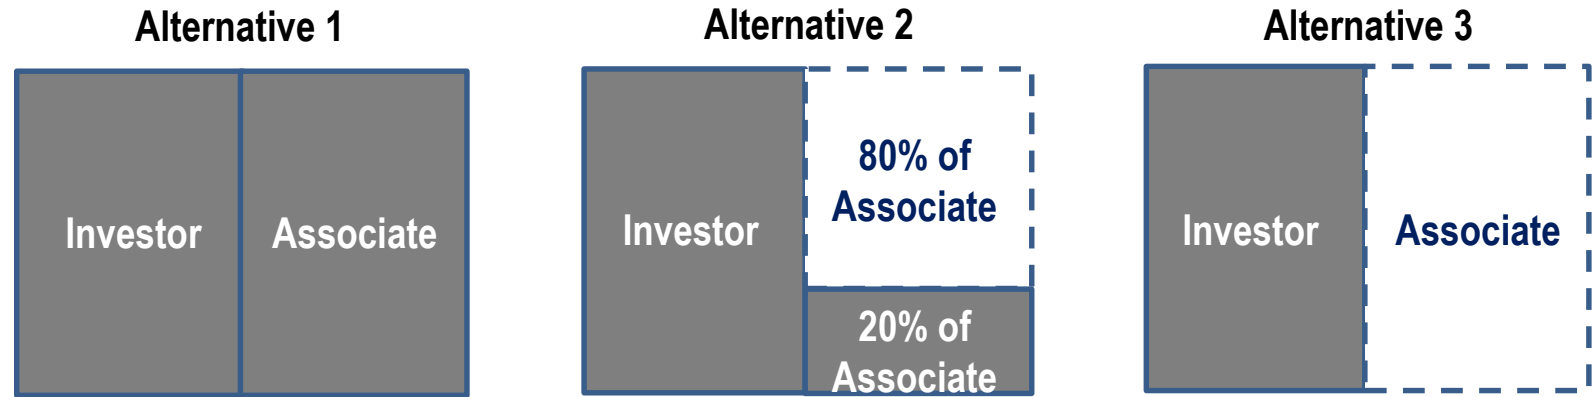 Alternative 1
Investor
Associate
Alternative 2
Investor
80% of
Associate
20% of
Associate
Alternative 3
Investor
Associate